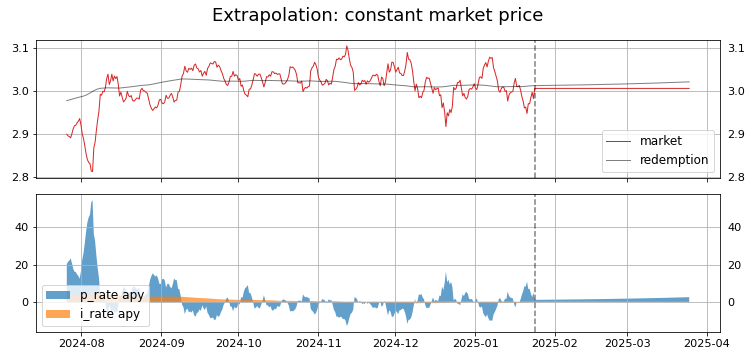 Extrapolation: constant market price
3.1 3.1
3.0 3.0
2.9 2.9
2.8 2.8
market
redemption
40 40
20 20
0 0
p_rate apy
i_rate apy
2024-08 2024-09 2024-10 2024-11 2024-12 2025-01 2025-02 2025-03 2025-04